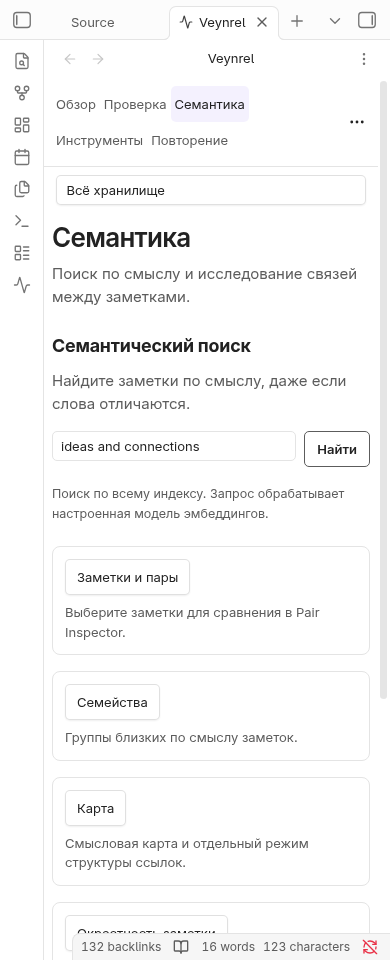 Source
Veynrel
Veynrel
Обзор Проверка Семантика
Инструменты Повторение
Всё хранилище
Семантика
Поиск по смыслу и исследование связей
между заметками.
Семантический поиск
Найдите заметки по смыслу, даже если
слова отличаются.
ideas and connections
Найти
Поиск по всему индексу. Запрос обрабатывает
настроенная модель эмбеддингов.
Заметки и пары
Выберите заметки для сравнения в Pair
Inspector.
Семейства
Группы близких по смыслу заметок.
Карта
Смысловая карта и отдельный режим
структуры ссылок.
Окрестность заметки
132 backlinks 16 words 123 characters